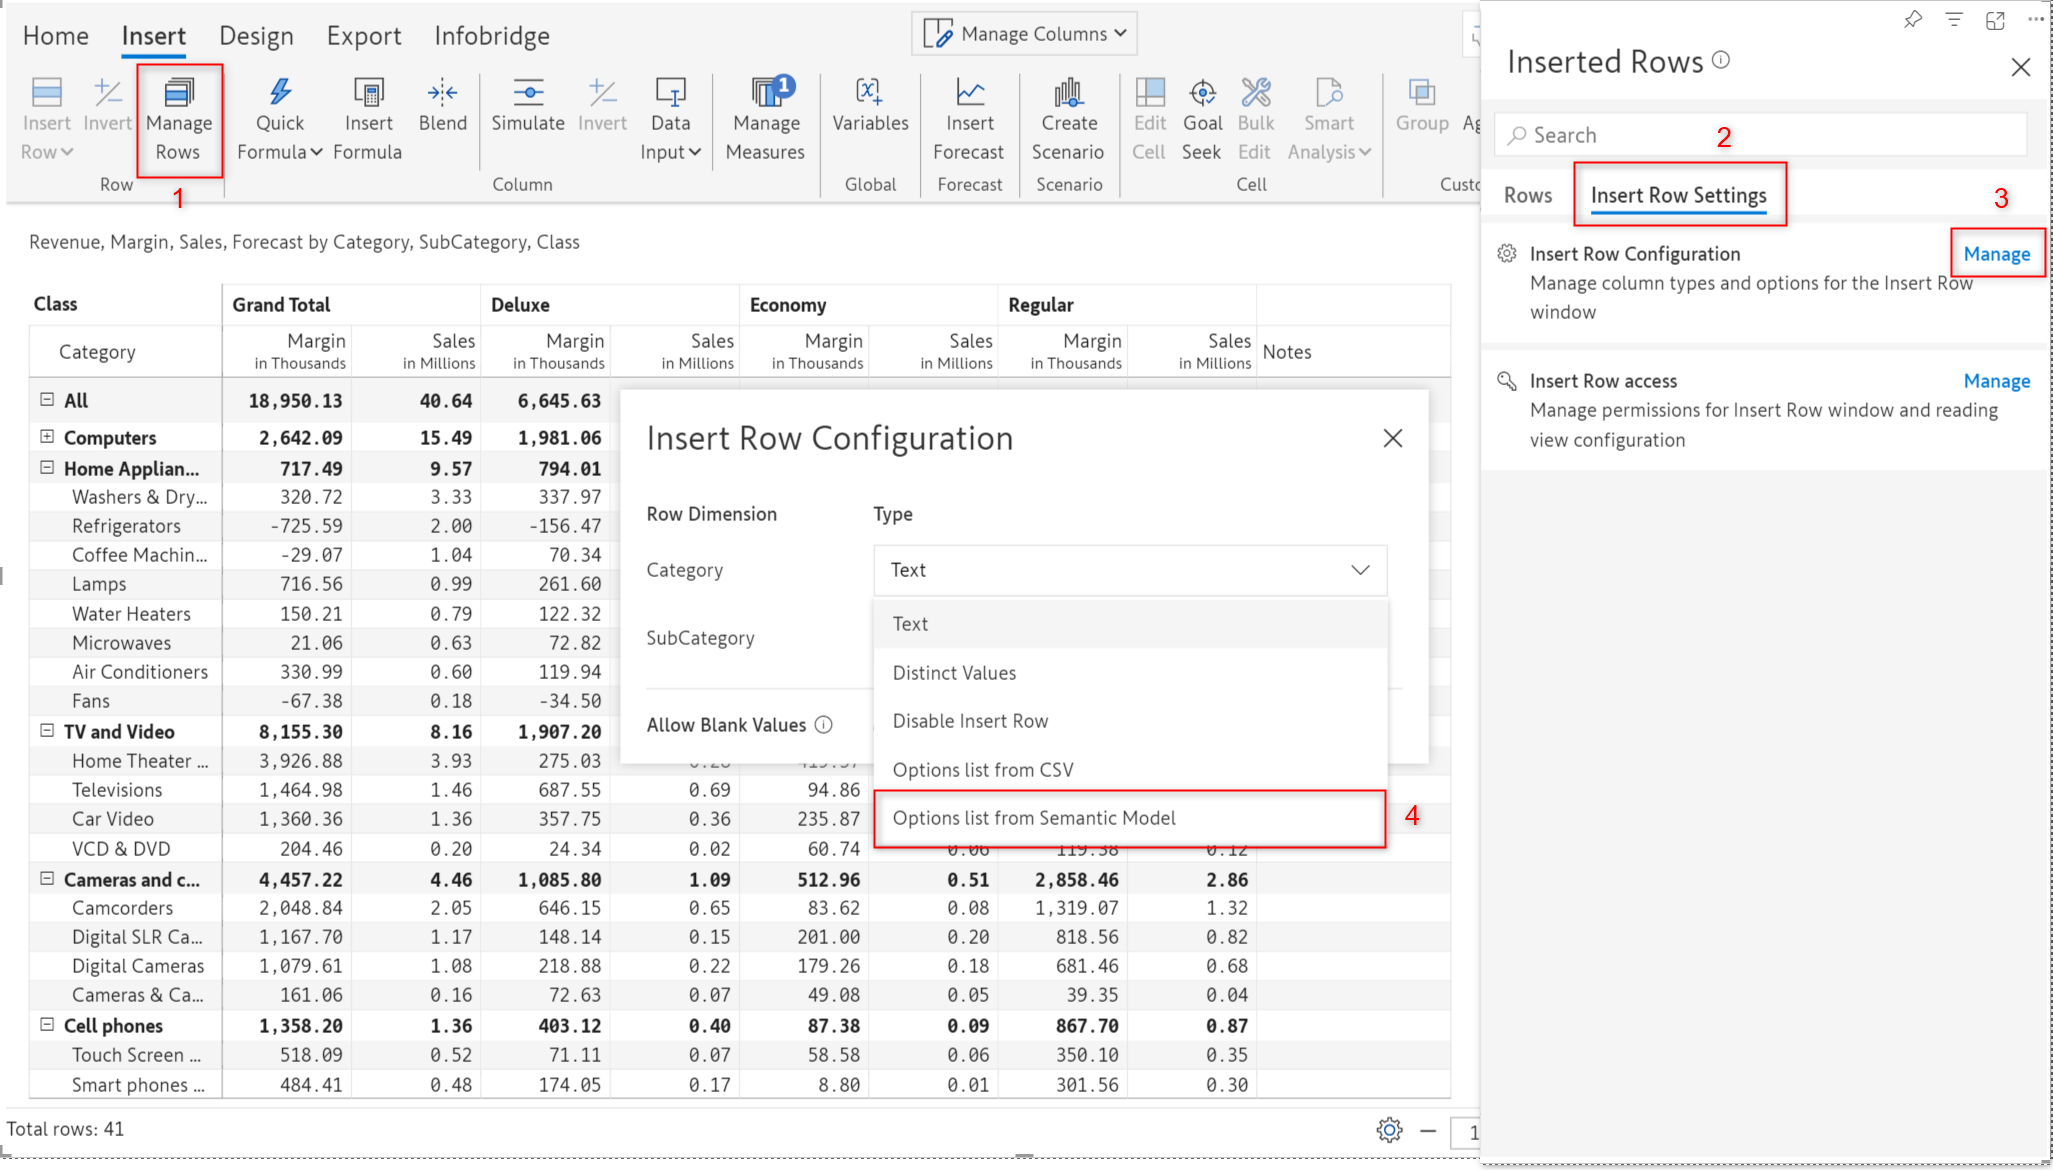 Home Insert Design Export Infobridge
Manage Columns
Insert Row
Invert
Manage Rows
Quick Formula
Insert Formula
Blend
Simulate
Invert
Data Input
1
Manage Measures
Variables
Insert Forecast
Create Scenario
Edit Cell
Goal Seek
Bulk Edit
Smart Analysis
Group
Row
Column
Global
Forecast
Scenario
Cell
1
Revenue, Margin, Sales, Forecast by Category, SubCategory, Class
Class Grand Total Deluxe Economy Regular
Category Margin in Thousands Sales in Millions Margin in Thousands Sales in Millions Margin in Thousands Sales in Millions Margin in Thousands Sales in Millions Notes
All 18,950.13 40.64 6,645.63
Computers 2,642.09 15.49 1,981.06
Home Applian... 717.49 9.57 794.01
Washers & Dry... 320.72 3.33 337.97
Refrigerators -725.59 2.00 -156.47
Coffee Machin... -29.07 1.04 70.34
Lamps 716.56 0.99 261.60
Water Heaters 150.21 0.79 122.32
Microwaves 21.06 0.63 72.82
Air Conditioners 330.99 0.60 119.94
Fans -67.38 0.18 -34.50
TV and Video 8,155.30 8.16 1,907.20
Home Theater ... 3,926.88 3.93 275.03
Televisions 1,464.98 1.46 687.55 0.69 94.86
Car Video 1,360.36 1.36 357.75 0.36 235.87
VCD & DVD 204.46 0.20 24.34 0.02 60.74 0.06 119.38 0.12
Cameras and c... 4,457.22 4.46 1,085.80 1.09 512.96 0.51 2,858.46 2.86
Camcorders 2,048.84 2.05 646.15 0.65 83.62 0.08 1,319.07 1.32
Digital SLR Ca... 1,167.70 1.17 148.14 0.15 201.00 0.20 818.56 0.82
Digital Cameras 1,079.61 1.08 218.88 0.22 179.26 0.18 681.46 0.68
Cameras & Ca... 161.06 0.16 72.63 0.07 49.08 0.05 39.35 0.04
Cell phones 1,358.20 1.36 403.12 0.40 87.38 0.09 867.70 0.87
Touch Screen ... 518.09 0.52 71.11 0.07 58.58 0.06 350.10 0.35
Smart phones ... 484.41 0.48 174.05 0.17 8.80 0.01 301.56 0.30
Total rows: 41
1
Insert Row Configuration
Row Dimension Type
Category Text
SubCategory
Allow Blank Values
Text
Distinct Values
Disable Insert Row
Options list from CSV
Options list from Semantic Model
4
Inserted Rows
Search
2
Rows Insert Row Settings
3
Insert Row Configuration Manage
Manage column types and options for the Insert Row
window
Insert Row access Manage
Manage permissions for Insert Row window and reading
view configuration